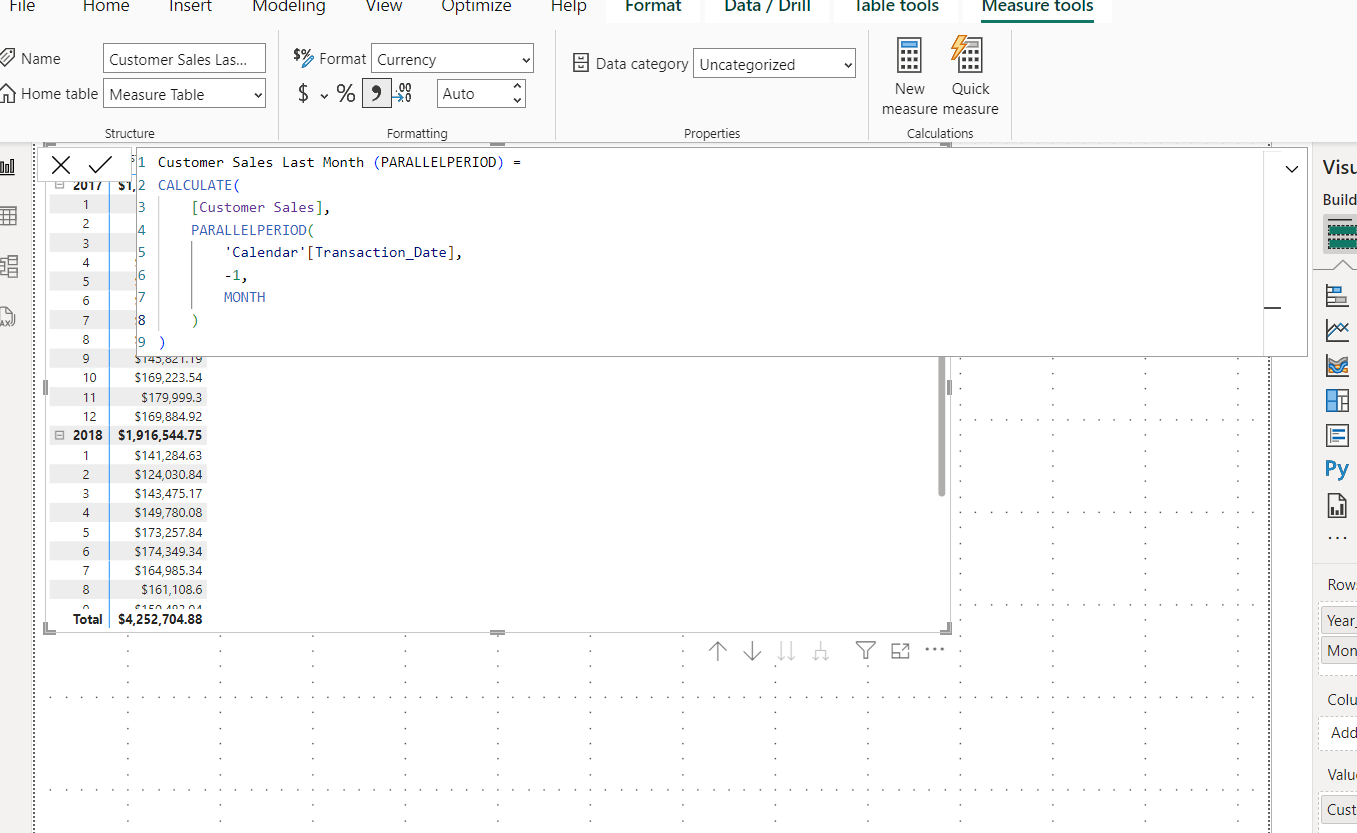 File Home Insert Modeling View Optimize Help Format Data / Drill Table tools Measure tools
Name Customer Sales Las...
Home table Measure Table
Structure
$% Format Currency
$ % , .00 Auto
Formatting
Data category Uncategorized
Properties
New measure
Quick measure
Calculations
1 Customer Sales Last Month (PARALLELPERIOD) =
2 CALCULATE(
3 [Customer Sales],
4 PARALLELPERIOD(
5 'Calendar'[Transaction_Date],
6 -1,
7 MONTH
8 )
9 )
2017 $1,
1
2
3
4
5
6
7
8
9 $145,821.19
10 $169,223.54
11 $179,999.3
12 $169,884.92
2018 $1,916,544.75
1 $141,284.63
2 $124,030.84
3 $143,475.17
4 $149,780.08
5 $173,257.84
6 $174,349.34
7 $164,985.34
8 $161,108.6
Total $4,252,704.88
Visu
Build
Py
...
Rows
Year_
Mon
Colu
Add
Value
Cust